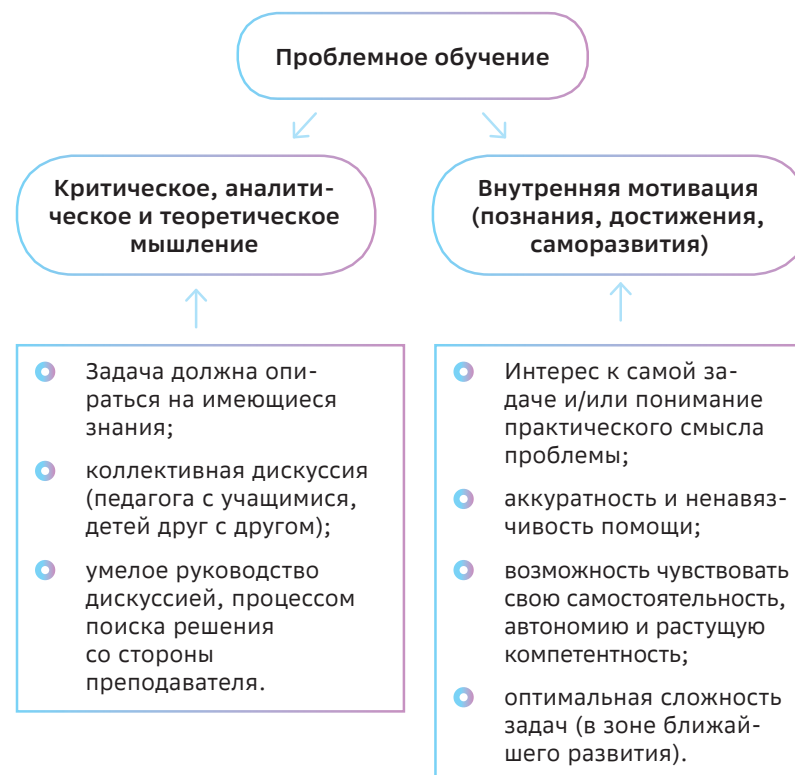 Проблемное обучение
Критическое, аналити-
ческое и теоретическое
мышление
Внутренняя мотивация
(познания, достижения,
саморазвития)
Задача должна опи-
раться на имеющиеся
знания;
коллективная дискуссия
(педагога с учащимися,
детей друг с другом);
умелое руководство
дискуссией, процессом
поиска решения
со стороны
преподавателя.
Интерес к самой за-
даче и/или понимание
практического смысла
проблемы;
аккуратность и ненавяз-
чивость помощи;
возможность чувствовать
свою самостоятельность,
автономию и растущую
компетентность;
оптимальная сложность
задач (в зоне ближай-
шего развития).